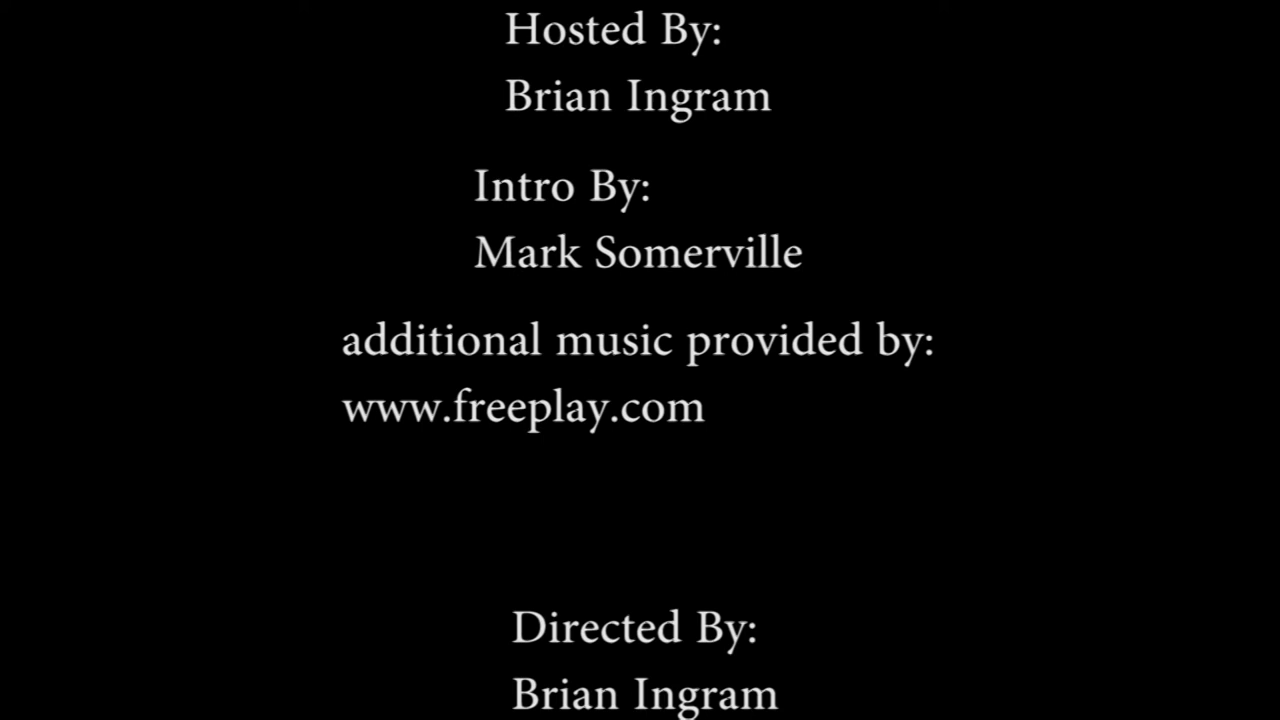 Hosted By:
Brian Ingram
Intro By:
Mark Somerville
additional music provided by:
www.freeplay.com
Directed By:
Brian Ingram